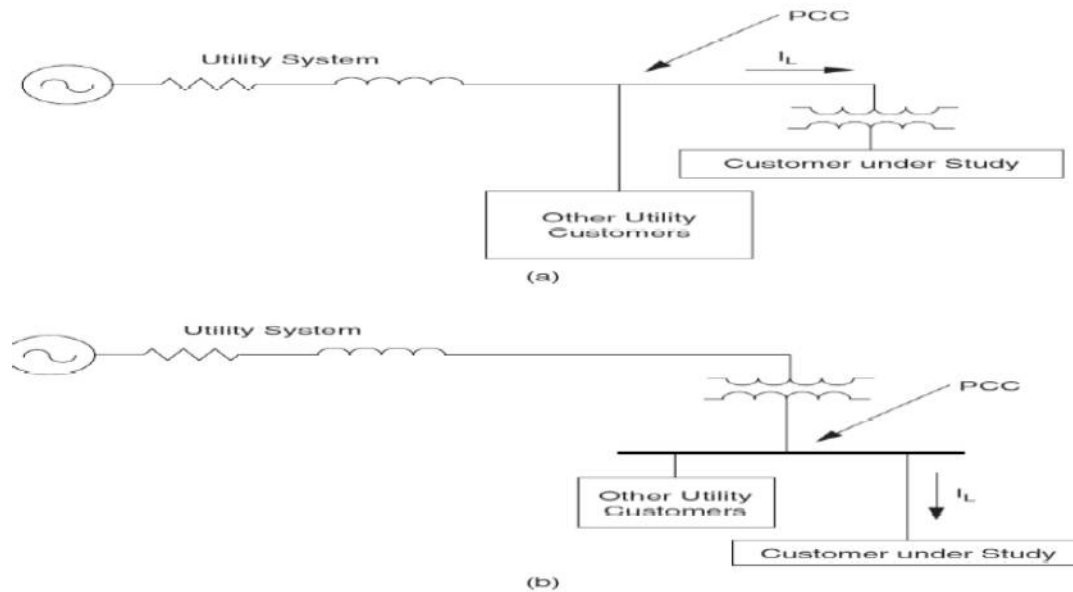 PCC
Utility System
IL
Customer under Study
Other Utility
Customers
(a)
Utility System
PCC
Other Utility
Customers
IL
Customer under Study
(b)